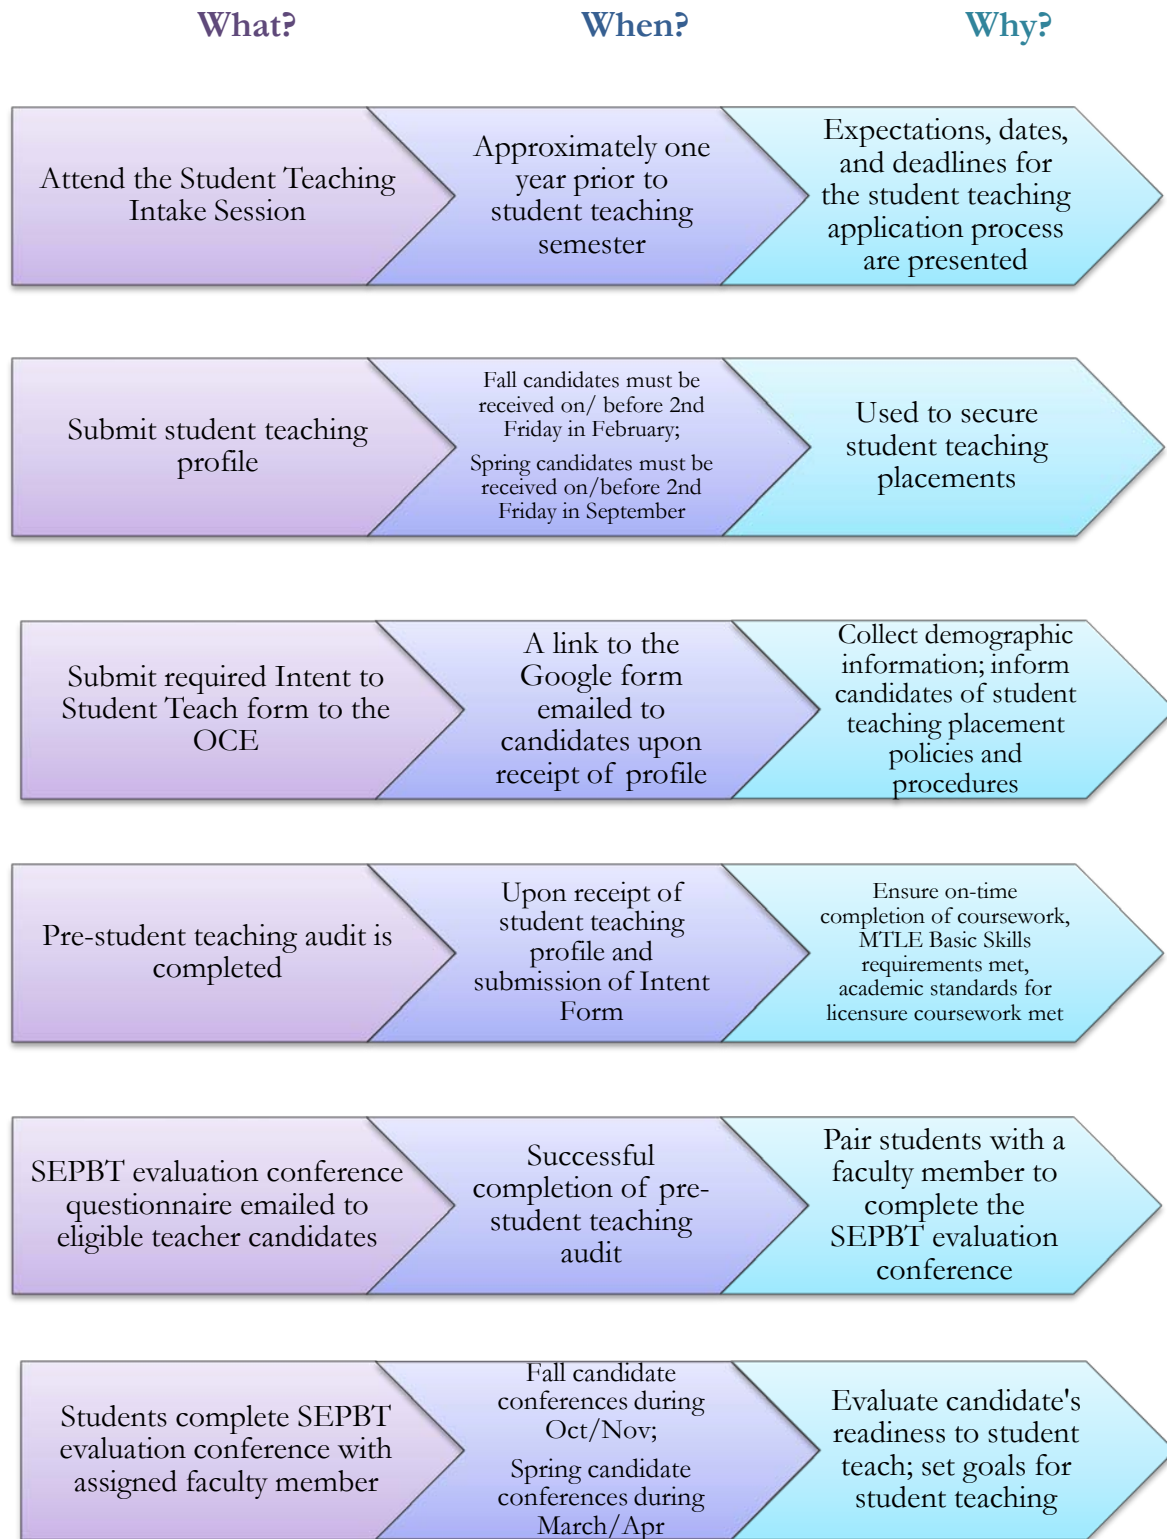 What? When? Why?
Attend the Student Teaching
Intake Session
Approximately one
year prior to
student teaching
semester
Expectations, dates,
and deadlines for
the student teaching
application process
are presented
Submit student teaching
profile
Fall candidates must be
received on/ before 2nd
Friday in February;
Spring candidates must be
received on/before 2nd
Friday in September
Used to secure
student teaching
placements
Submit required Intent to
Student Teach form to the
OCE
A link to the
Google form
emailed to
candidates upon
receipt of profile
Collect demographic
information; inform
candidates of student
teaching placement
policies and
procedures
Pre-student teaching audit is
completed
Upon receipt of
student teaching
profile and
submission of Intent
Form
Ensure on-time
completion of coursework,
MTLE Basic Skills
requirements met,
academic standards for
licensure coursework met
SEPBT evaluation conference
questionnaire emailed to
eligible teacher candidates
Successful
completion of pre-
student teaching
audit
Pair students with a
faculty member to
complete the
SEPBT evaluation
conference
Students complete SEPBT
evaluation conference with
assigned faculty member
Fall candidate
conferences during
Oct/Nov;
Spring candidate
conferences during
March/Apr
Evaluate candidate's
readiness to student
teach; set goals for
student teaching